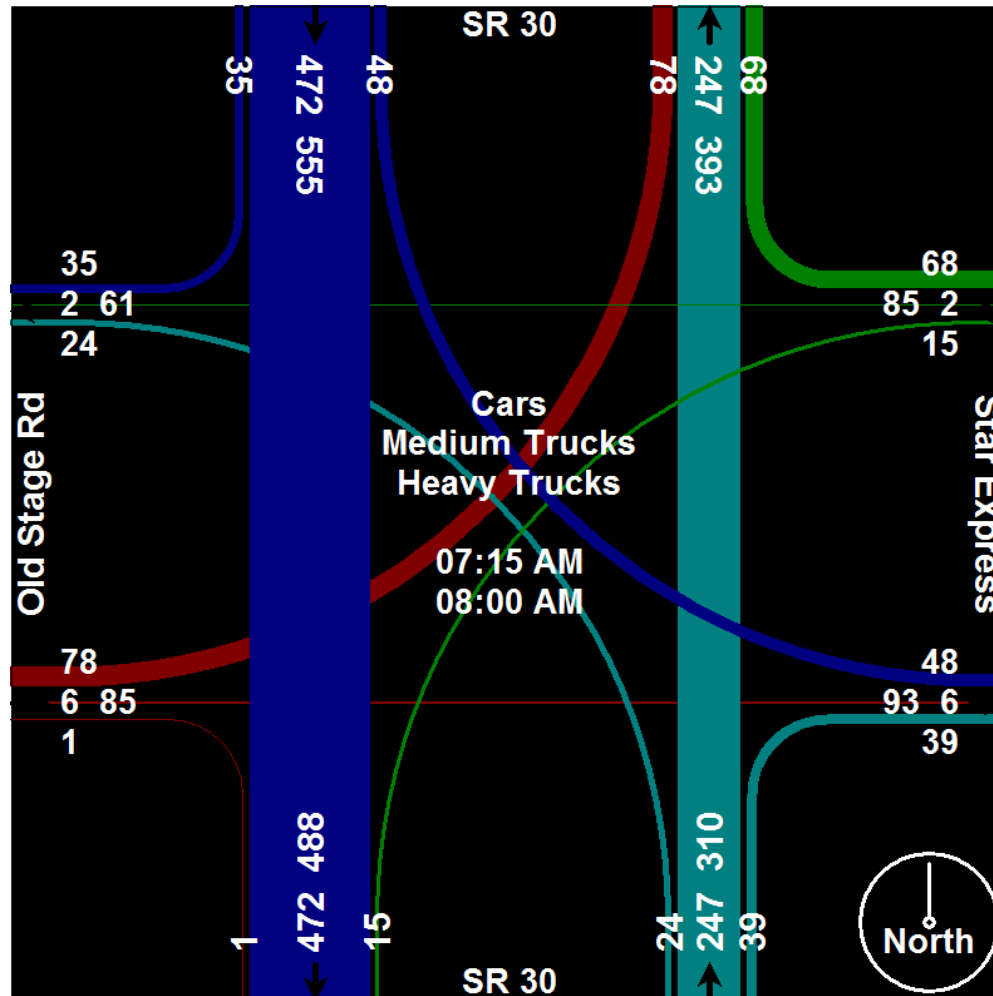 SR 30
35
472 555
48
78
247 393
68
35
2 61
24
68
85 2
15
Old Stage Rd
Cars
Medium Trucks
Heavy Trucks
07:15 AM
08:00 AM
Star Express
78
6 85
1
48
93 6
39
1
472 488
15
24
247 310
39
North
SR 30